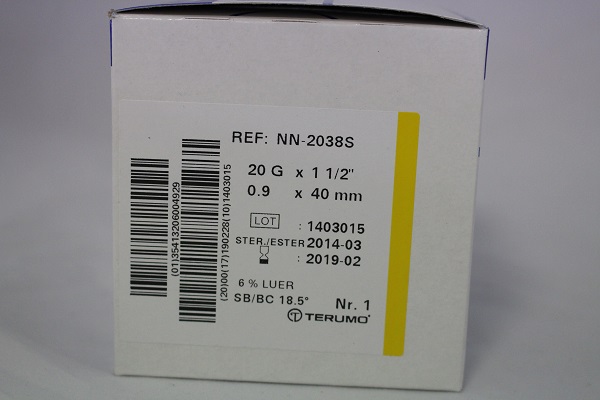 REF: NN-2038S
20 G x 1 1/2"
0.9 x 40 mm
LOT : 1403015
STER./ESTER 2014-03
: 2019-02
6 % LUER
SB/BC 18.5° Nr. 1
TERUMO®
(01)35413206004929
(20)00(17)190228(10)1403015